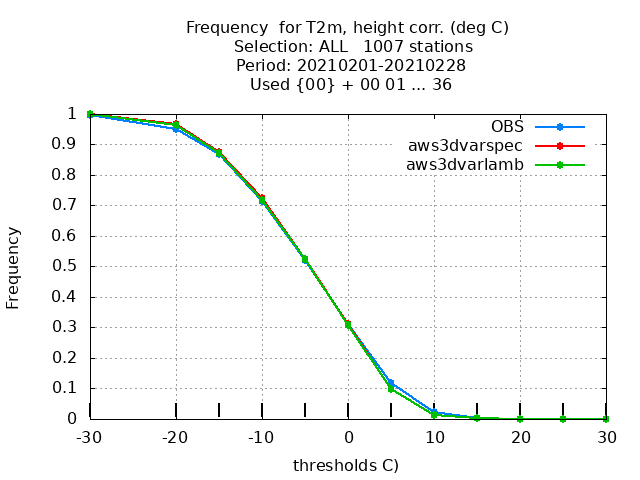 Frequency  for T2m, height corr. (deg C)
Selection: ALL   1007 stations
Period: 20210201-20210228
Used {00} + 00 01 ... 36
OBS
aws3dvarspec
aws3dvarlamb
1
0.9
0.8
0.7
0.6
0.5
0.4
0.3
0.2
0.1
0
Frequency
-30 -20 -10 0 10 20 30
thresholds C)